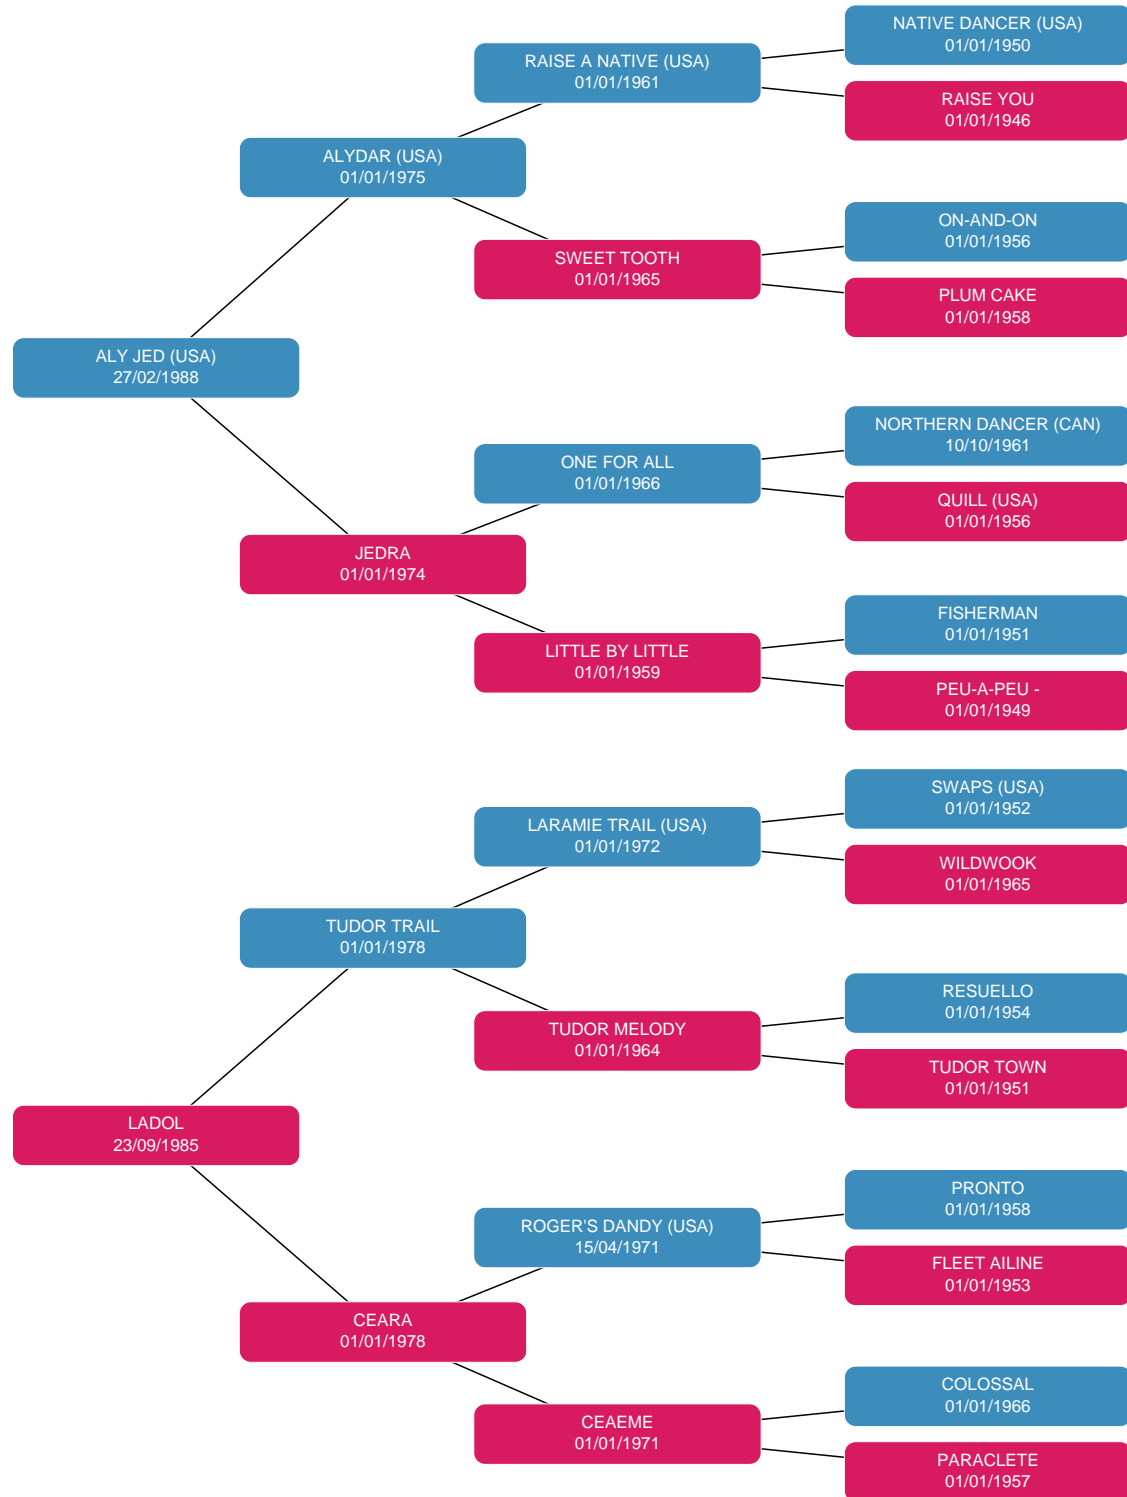 NATIVE DANCER (USA)
01/01/1950
RAISE A NATIVE (USA)
01/01/1961
RAISE YOU
01/01/1946
ALYDAR (USA)
01/01/1975
ON-AND-ON
01/01/1956
SWEET TOOTH
01/01/1965
PLUM CAKE
01/01/1958
ALY JED (USA)
27/02/1988
NORTHERN DANCER (CAN)
10/10/1961
ONE FOR ALL
01/01/1966
QUILL (USA)
01/01/1956
JEDRA
01/01/1974
FISHERMAN
01/01/1951
LITTLE BY LITTLE
01/01/1959
PEU-A-PEU -
01/01/1949
SWAPS (USA)
01/01/1952
LARAMIE TRAIL (USA)
01/01/1972
WILDWOOK
01/01/1965
TUDOR TRAIL
01/01/1978
RESUELLO
01/01/1954
TUDOR MELODY
01/01/1964
TUDOR TOWN
01/01/1951
LADOL
23/09/1985
PRONTO
01/01/1958
ROGER'S DANDY (USA)
15/04/1971
FLEET AILINE
01/01/1953
CEARA
01/01/1978
COLOSSAL
01/01/1966
CEAEME
01/01/1971
PARACLETE
01/01/1957